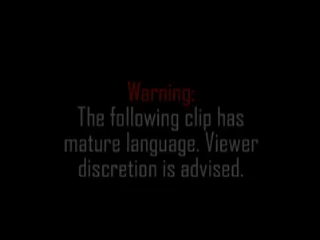 Warning:
The following clip has
mature language. Viewer
discretion is advised.